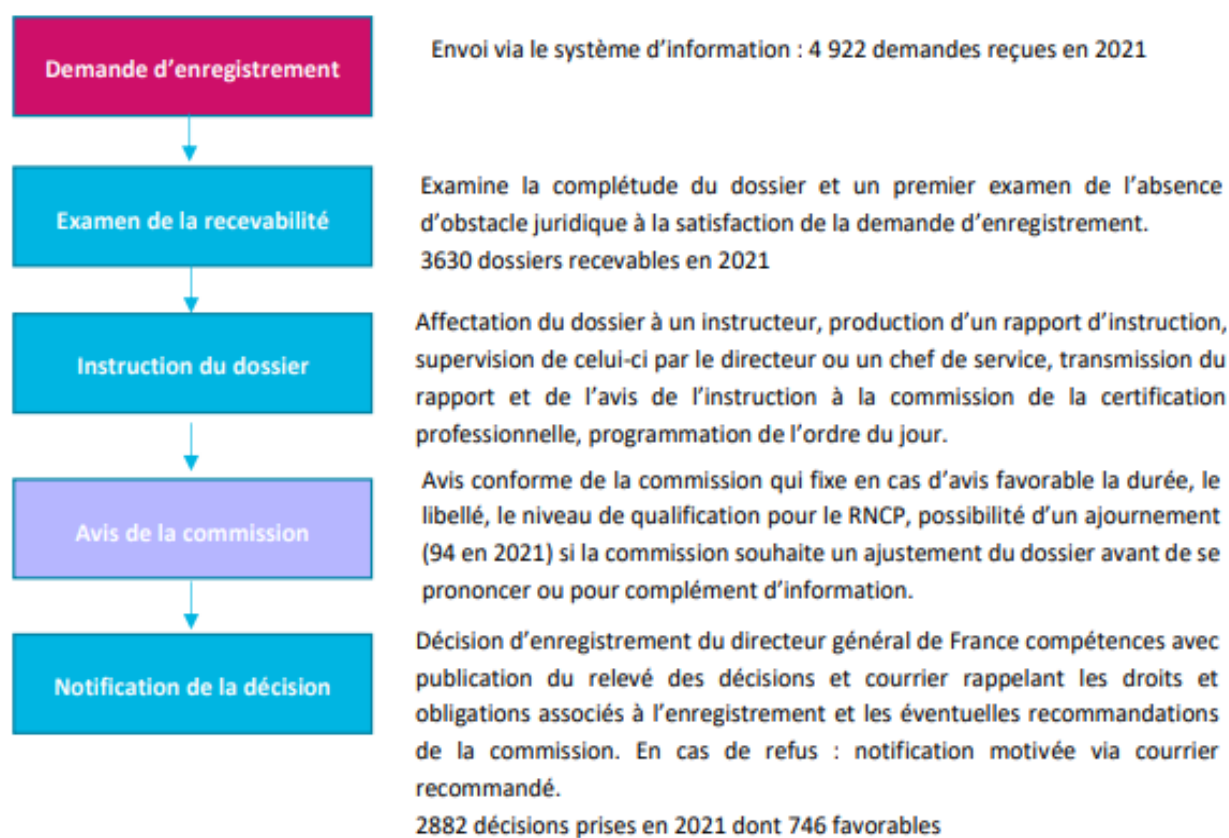 Demande d'enregistrement
Envoi via le système d'information : 4 922 demandes reçues en 2021
Examen de la recevabilité
Examine la complétude du dossier et un premier examen de l'absence
d'obstacle juridique à la satisfaction de la demande d'enregistrement.
3630 dossiers recevables en 2021
Instruction du dossier
Affectation du dossier à un instructeur, production d'un rapport d'instruction,
supervision de celui-ci par le directeur ou un chef de service, transmission du
rapport et de l'avis de l'instruction à la commission de la certification
professionnelle, programmation de l'ordre du jour.
Avis de la commission
Avis conforme de la commission qui fixe en cas d'avis favorable la durée, le
libellé, le niveau de qualification pour le RNCP, possibilité d'un ajournement
(94 en 2021) si la commission souhaite un ajustement du dossier avant de se
prononcer ou pour complément d'information.
Notification de la décision
Décision d'enregistrement du directeur général de France compétences avec
publication du relevé des décisions et courrier rappelant les droits et
obligations associés à l'enregistrement et les éventuelles recommandations
de la commission. En cas de refus : notification motivée via courrier
recommandé.
2882 décisions prises en 2021 dont 746 favorables